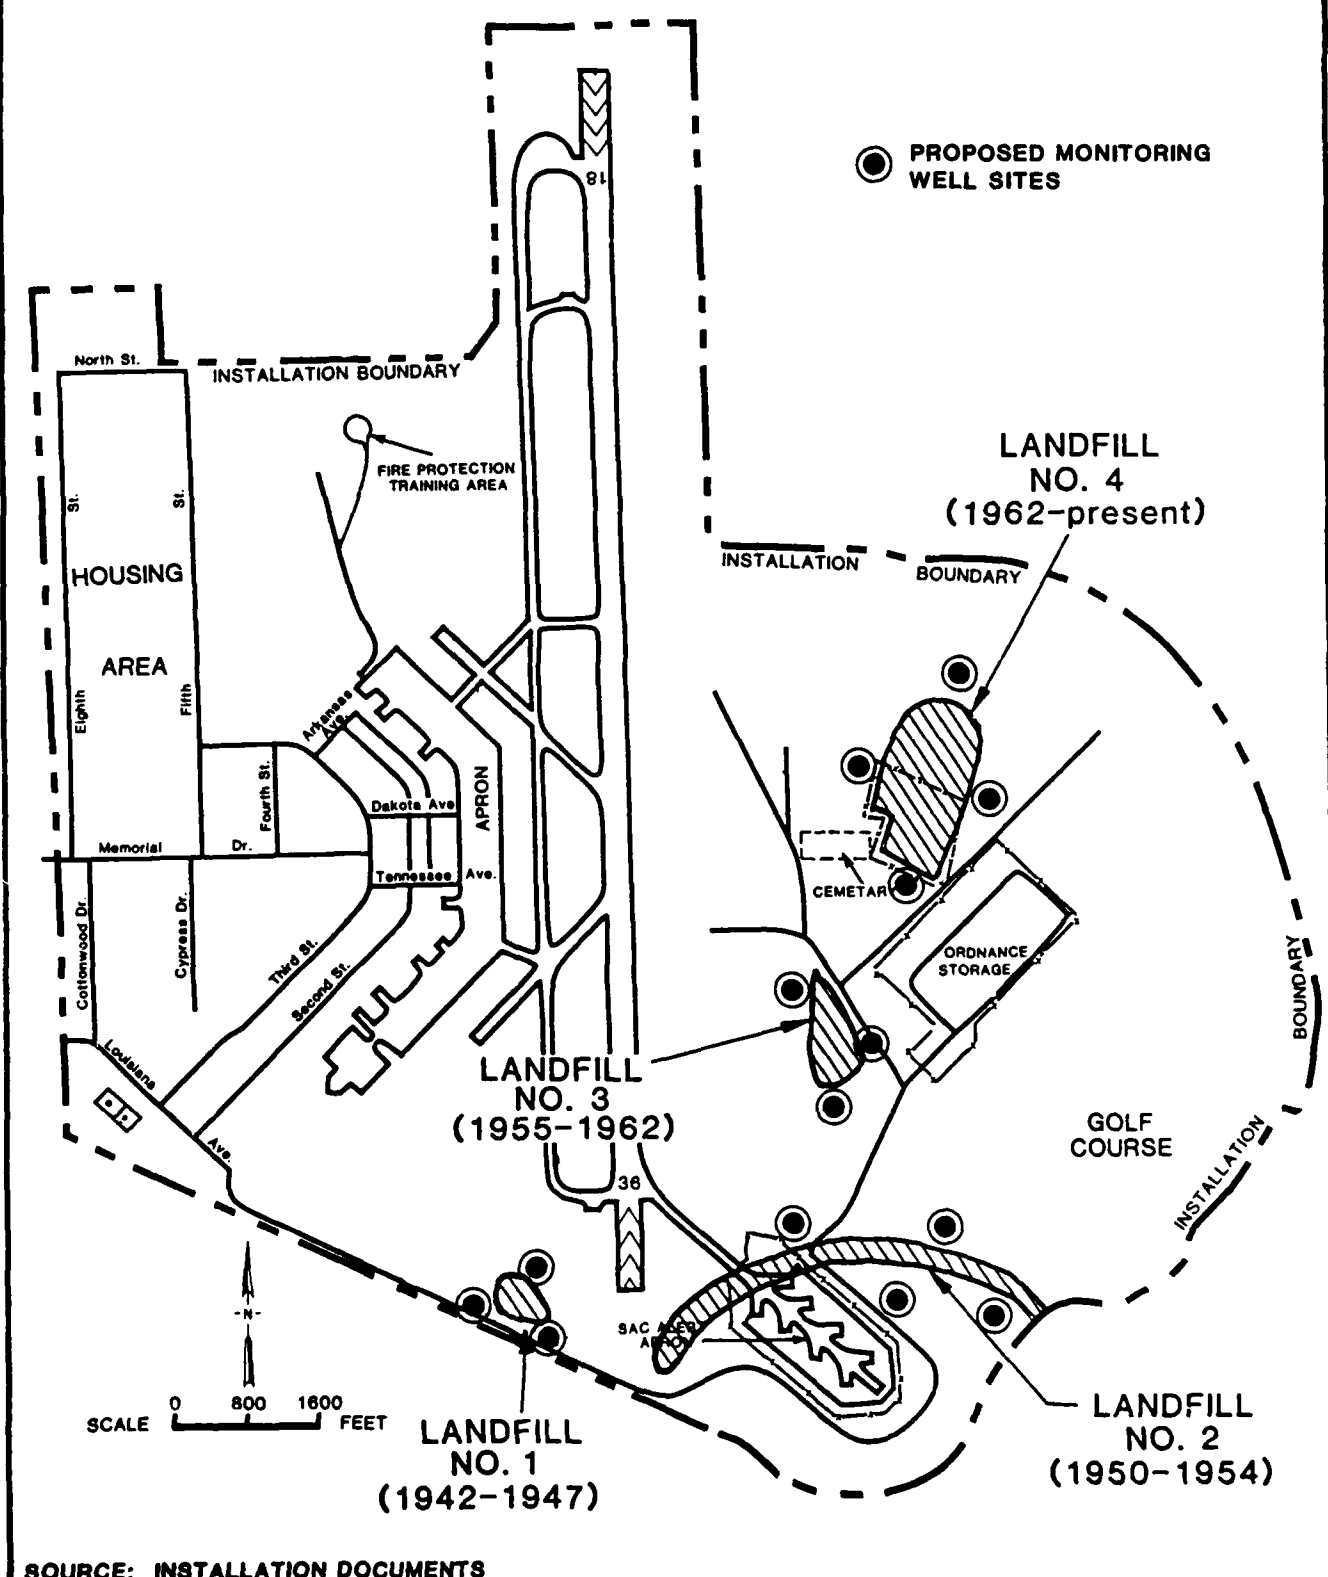 18
PROPOSED MONITORING
WELL SITES
North St.
INSTALLATION BOUNDARY
FIRE PROTECTION
TRAINING AREA
LANDFILL
NO. 4
(1962-present)
INSTALLATION
BOUNDARY
St.
St.
HOUSING
AREA
Eighth
Fifth
Arkansas
Ave.
Fourth St.
Dakota Ave
APRON
Memorial
Dr.
Tennessee Ave.
CEMETAR
Cottonwood Dr.
Cypress Dr.
Third St.
Second St.
ORDNANCE
STORAGE
BOUNDARY
Louisiana
Ave.
LANDFILL
NO. 3
(1955-1962)
GOLF
COURSE
INSTALLATION
36
-N-
SAC
SCALE
0 800 1600
FEET
LANDFILL
NO. 1
(1942-1947)
LANDFILL
NO. 2
(1950-1954)
SOURCE: INSTALLATION DOCUMENTS